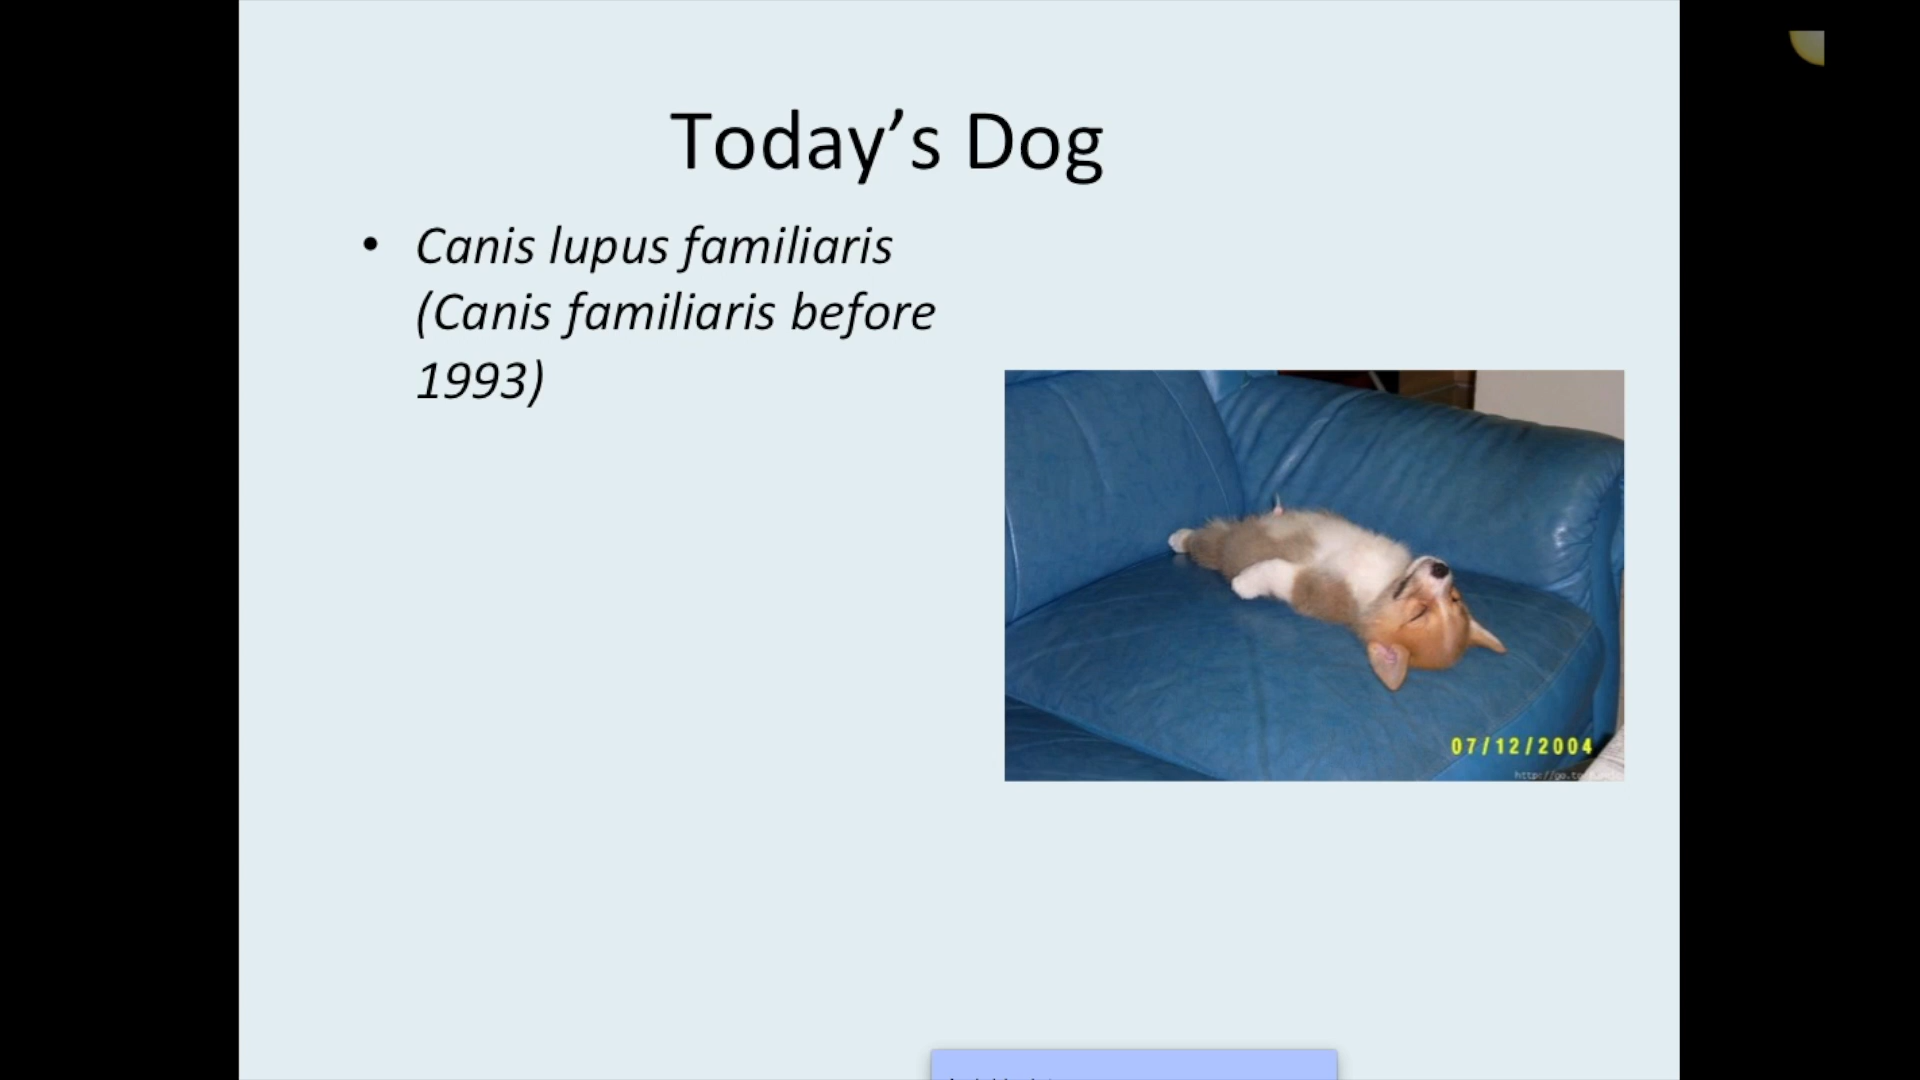 Today’s Dog
• Canis lupus familiaris
(Canis familiaris before
1993)
07/12/2004